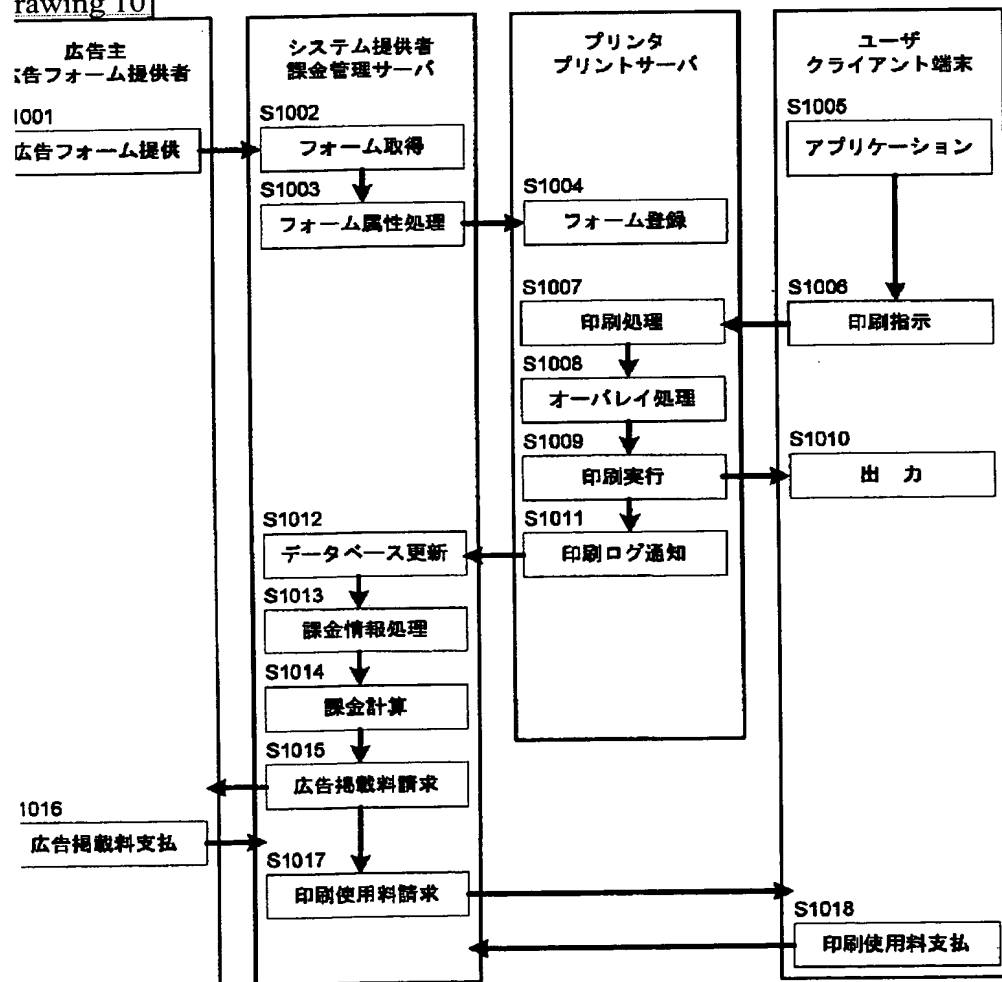 rawing 10]
広告主
広告フォーム提供者
1001
広告フォーム提供
システム提供者
課金管理サーバ
S1002
フォーム取得
S1003
フォーム属性処理
プリンタ
プリントサーバ
S1004
フォーム登録
ユーザ
クライアント端末
S1005
アプリケーション
S1006
印刷指示
S1007
印刷処理
S1008
オーバレイ処理
S1009
印刷実行
S1010
出 力
S1011
印刷ログ通知
S1012
データベース更新
S1013
課金情報処理
S1014
課金計算
S1015
広告掲載料請求
1016
広告掲載料支払
S1017
印刷使用料請求
S1018
印刷使用料支払